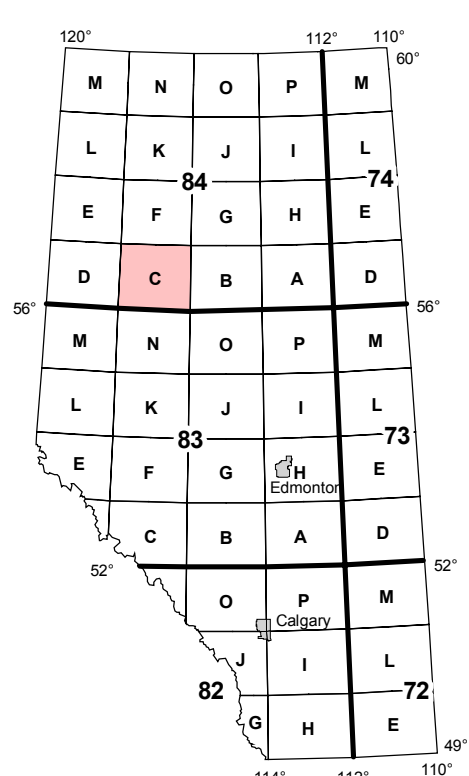 120° 112° 110°
60°
M N O P M
L K J I L
84 74
E F G H E
D C B A D
56° 56°
M N O P M
L K J I L
83 73
E F G H E
Edmonton
C B A D
52° 52°
O P M
Calgary
J I L
82 72
G H E
49°
114° 112° 110°